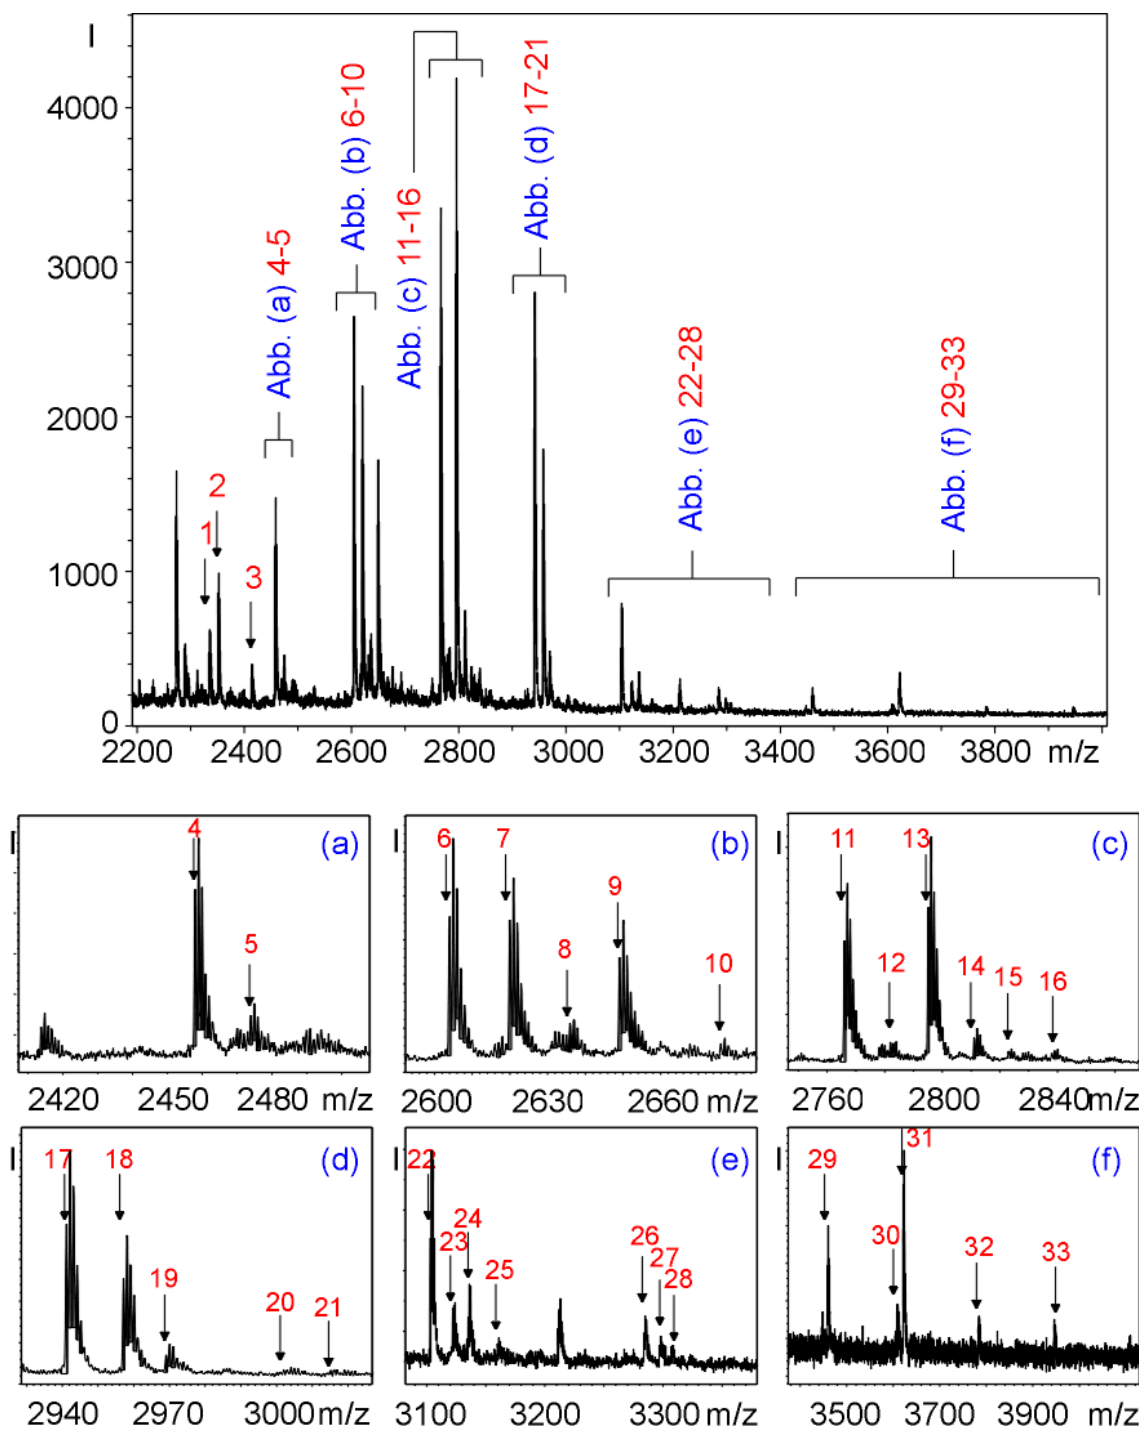 I
4000
3000
2000
1000
0
1
2
3
Abb. (a) 4-5
Abb. (b) 6-10
Abb. (c) 11-16
Abb. (d) 17-21
Abb. (e) 22-28
Abb. (f) 29-33
2200 2400 2600 2800 3000 3200 3400 3600 3800 m/z
I
4
5
(a)
2420 2450 2480 m/z
I
6
7
8
9
10
(b)
2600 2630 2660 m/z
I
11
12
13
14
15
16
(c)
2760 2800 2840 m/z
I
17
18
19
20
21
(d)
2940 2970 3000 m/z
I
22
23
24
25
26
27
28
(e)
3100 3200 3300 m/z
I
29
30
31
32
33
(f)
3500 3700 3900 m/z